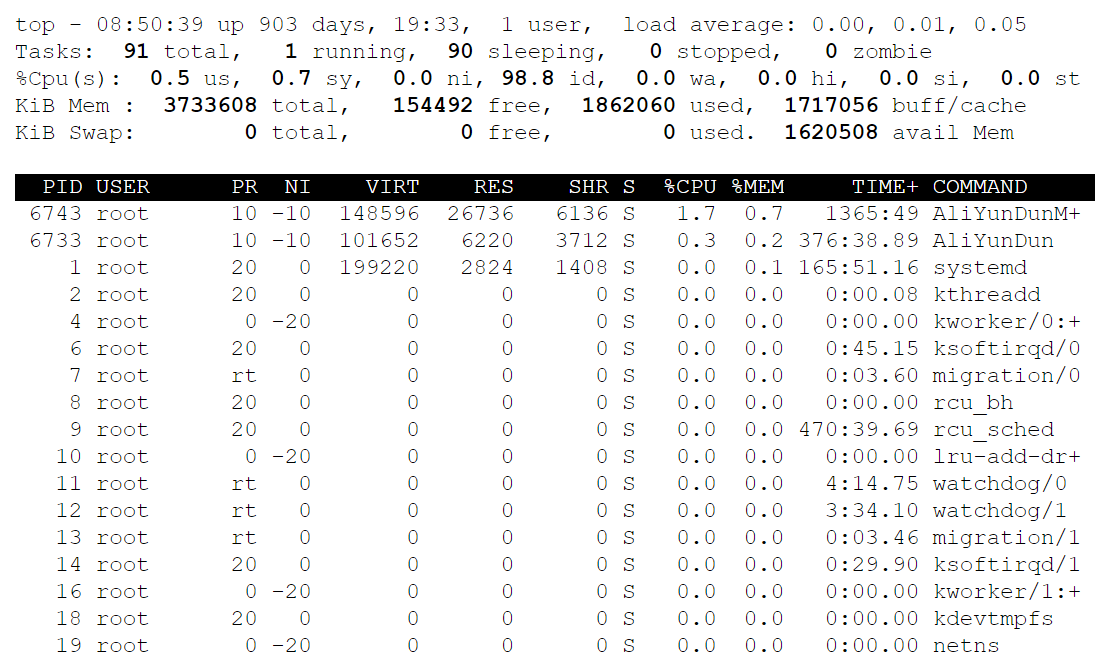 top - 08:50:39 up 903 days, 19:33,  1 user,  load average: 0.00, 0.01, 0.05
Tasks:  91 total,   1 running,  90 sleeping,   0 stopped,   0 zombie
%Cpu(s):  0.5 us,  0.7 sy,  0.0 ni, 98.8 id,  0.0 wa,  0.0 hi,  0.0 si,  0.0 st
KiB Mem :  3733608 total,   154492 free,  1862060 used,  1717056 buff/cache
KiB Swap:        0 total,        0 free,        0 used.  1620508 avail Mem
  PID USER      PR  NI    VIRT    RES    SHR S  %CPU %MEM     TIME+ COMMAND
 6743 root      10 -10  148596  26736   6136 S   1.7  0.7   1365:49 AliYunDunM+
 6733 root      10 -10  101652   6220   3712 S   0.3  0.2 376:38.89 AliYunDun
    1 root      20   0  199220   2824   1408 S   0.0  0.1 165:51.16 systemd
    2 root      20   0       0      0      0 S   0.0  0.0   0:00.08 kthreadd
    4 root       0 -20       0      0      0 S   0.0  0.0   0:00.00 kworker/0:+
    6 root      20   0       0      0      0 S   0.0  0.0   0:45.15 ksoftirqd/0
    7 root      rt   0       0      0      0 S   0.0  0.0   0:03.60 migration/0
    8 root      20   0       0      0      0 S   0.0  0.0   0:00.00 rcu_bh
    9 root      20   0       0      0      0 S   0.0  0.0 470:39.69 rcu_sched
   10 root       0 -20       0      0      0 S   0.0  0.0   0:00.00 lru-add-dr+
   11 root      rt   0       0      0      0 S   0.0  0.0   4:14.75 watchdog/0
   12 root      rt   0       0      0      0 S   0.0  0.0   3:34.10 watchdog/1
   13 root      rt   0       0      0      0 S   0.0  0.0   0:03.46 migration/1
   14 root      20   0       0      0      0 S   0.0  0.0   0:29.90 ksoftirqd/1
   16 root       0 -20       0      0      0 S   0.0  0.0   0:00.00 kworker/1:+
   18 root      20   0       0      0      0 S   0.0  0.0   0:00.00 kdevtmpfs
   19 root       0 -20       0      0      0 S   0.0  0.0   0:00.00 netns